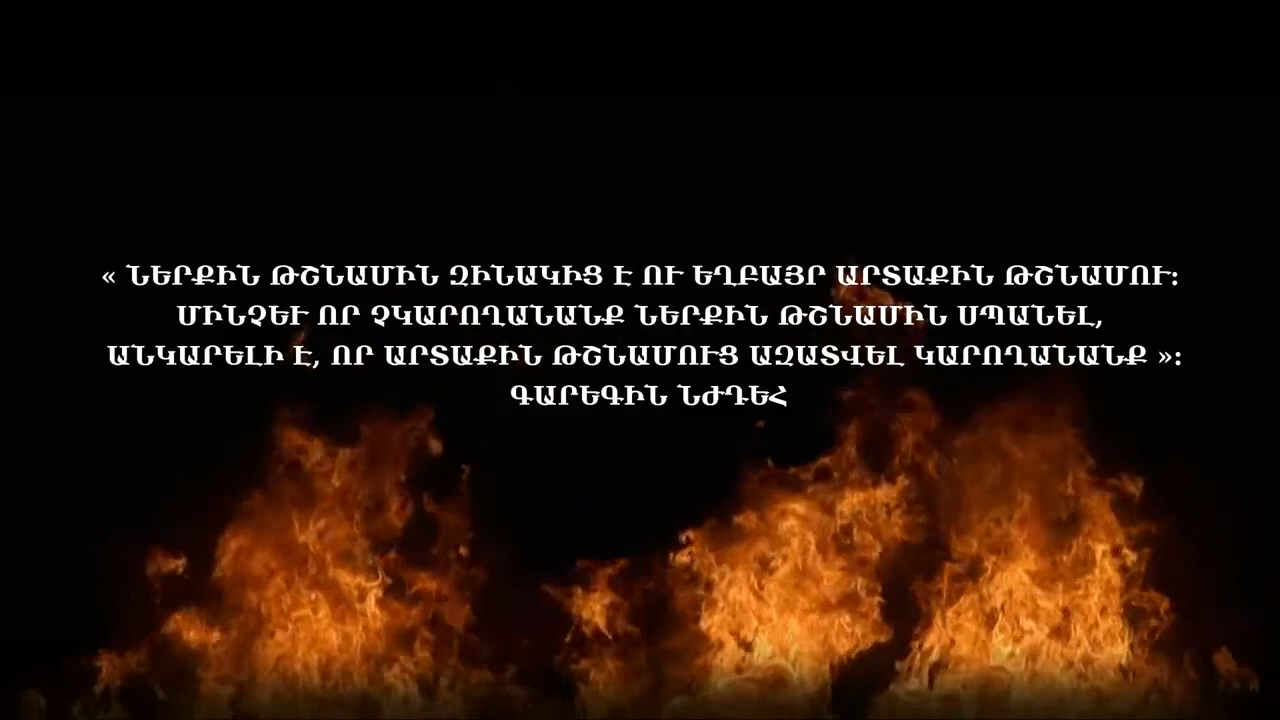 « ՆԵՐՔԻՆ ԹՇՆԱՄԻՆ ԶԻՆԱԿԻՑ Է ՈՒ ԵՂԲԱՅՐ ԱՐՏԱՔԻՆ ԹՇՆԱՄՈՒ:
ՄԻՆՉԵՒ ՈՐ ՉԿԱՐՈՂԱՆԱՆՔ ՆԵՐՔԻՆ ԹՇՆԱՄԻՆ ՍՊԱՆԵԼ,
ԱՆԿԱՐԵԼԻ Է, ՈՐ ԱՐՏԱՔԻՆ ԹՇՆԱՄՈՒՑ ԱԶԱՏՎԵԼ ԿԱՐՈՂԱՆԱՆՔ »:
ԳԱՐԵԳԻՆ ՆԺԴԵՀ